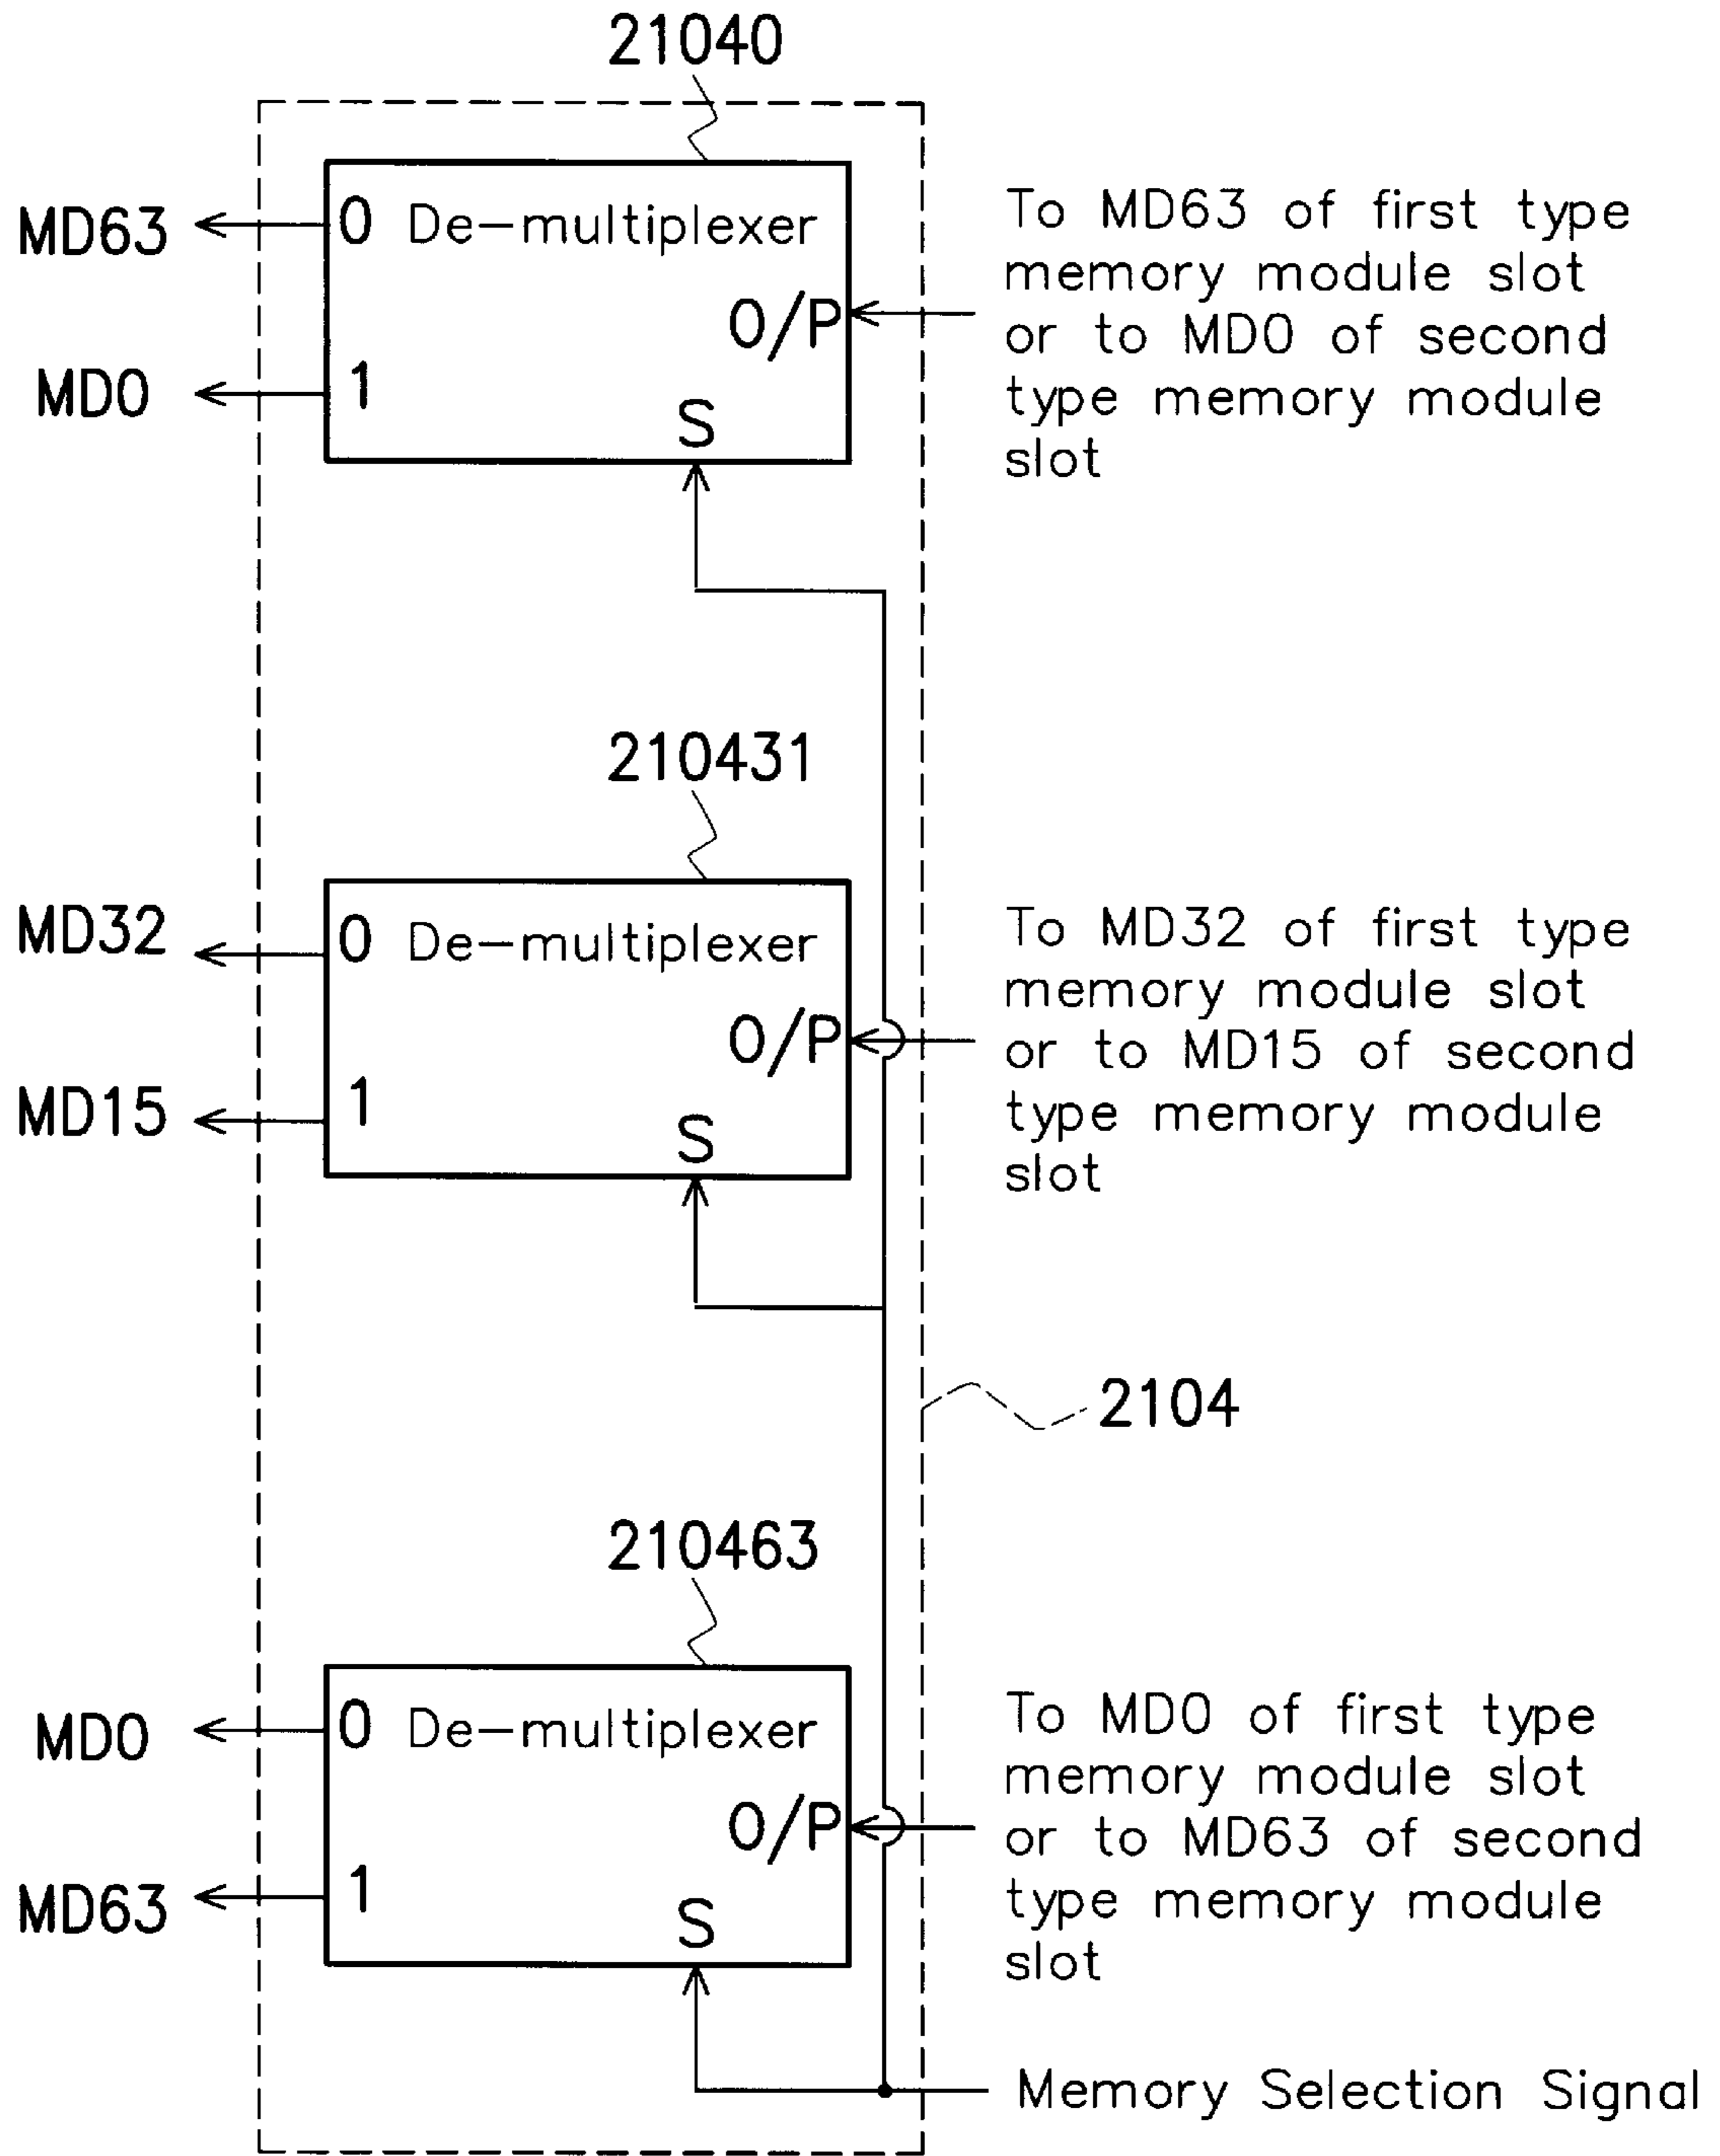 21040
MD63
0 De-multiplexer
To MD63 of first type
memory module slot
or to MD0 of second
type memory module
slot
O/P
MD0
1
S
210431
MD32
0 De-multiplexer
To MD32 of first type
memory module slot
or to MD15 of second
type memory module
slot
O/P
MD15
1
S
2104
210463
MD0
0 De-multiplexer
To MD0 of first type
memory module slot
or to MD63 of second
type memory module
slot
O/P
MD63
1
S
Memory Selection Signal